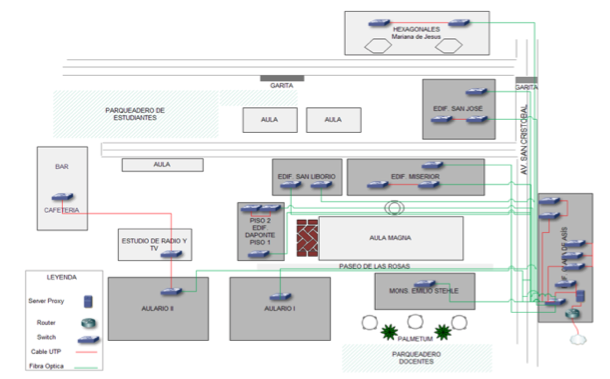 HEXAGONALES
Mariana de Jesus
GARITA
GARITA
PARQUEADERO DE
ESTUDIANTES
AULA
AULA
EDIF. SAN JOSE
AV. SAN CRISTOBAL
BAR
CAFETERIA
AULA
EDIF. SAN LIBORIO
EDIF. MISERIOR
PISO 2
EDIF.
DAPONTE
PISO 1
AULA MAGNA
ESTUDIO DE RADIO Y
TV
PASEO DE LAS ROSAS
AULARIO II
AULARIO I
MONS. EMILIO STEHLE
PALMETUM
PARQUEADERO
DOCENTES
DE ASIS
LEYENDA
Server Proxy
Router
Switch
Cable UTP
Fibra Optica